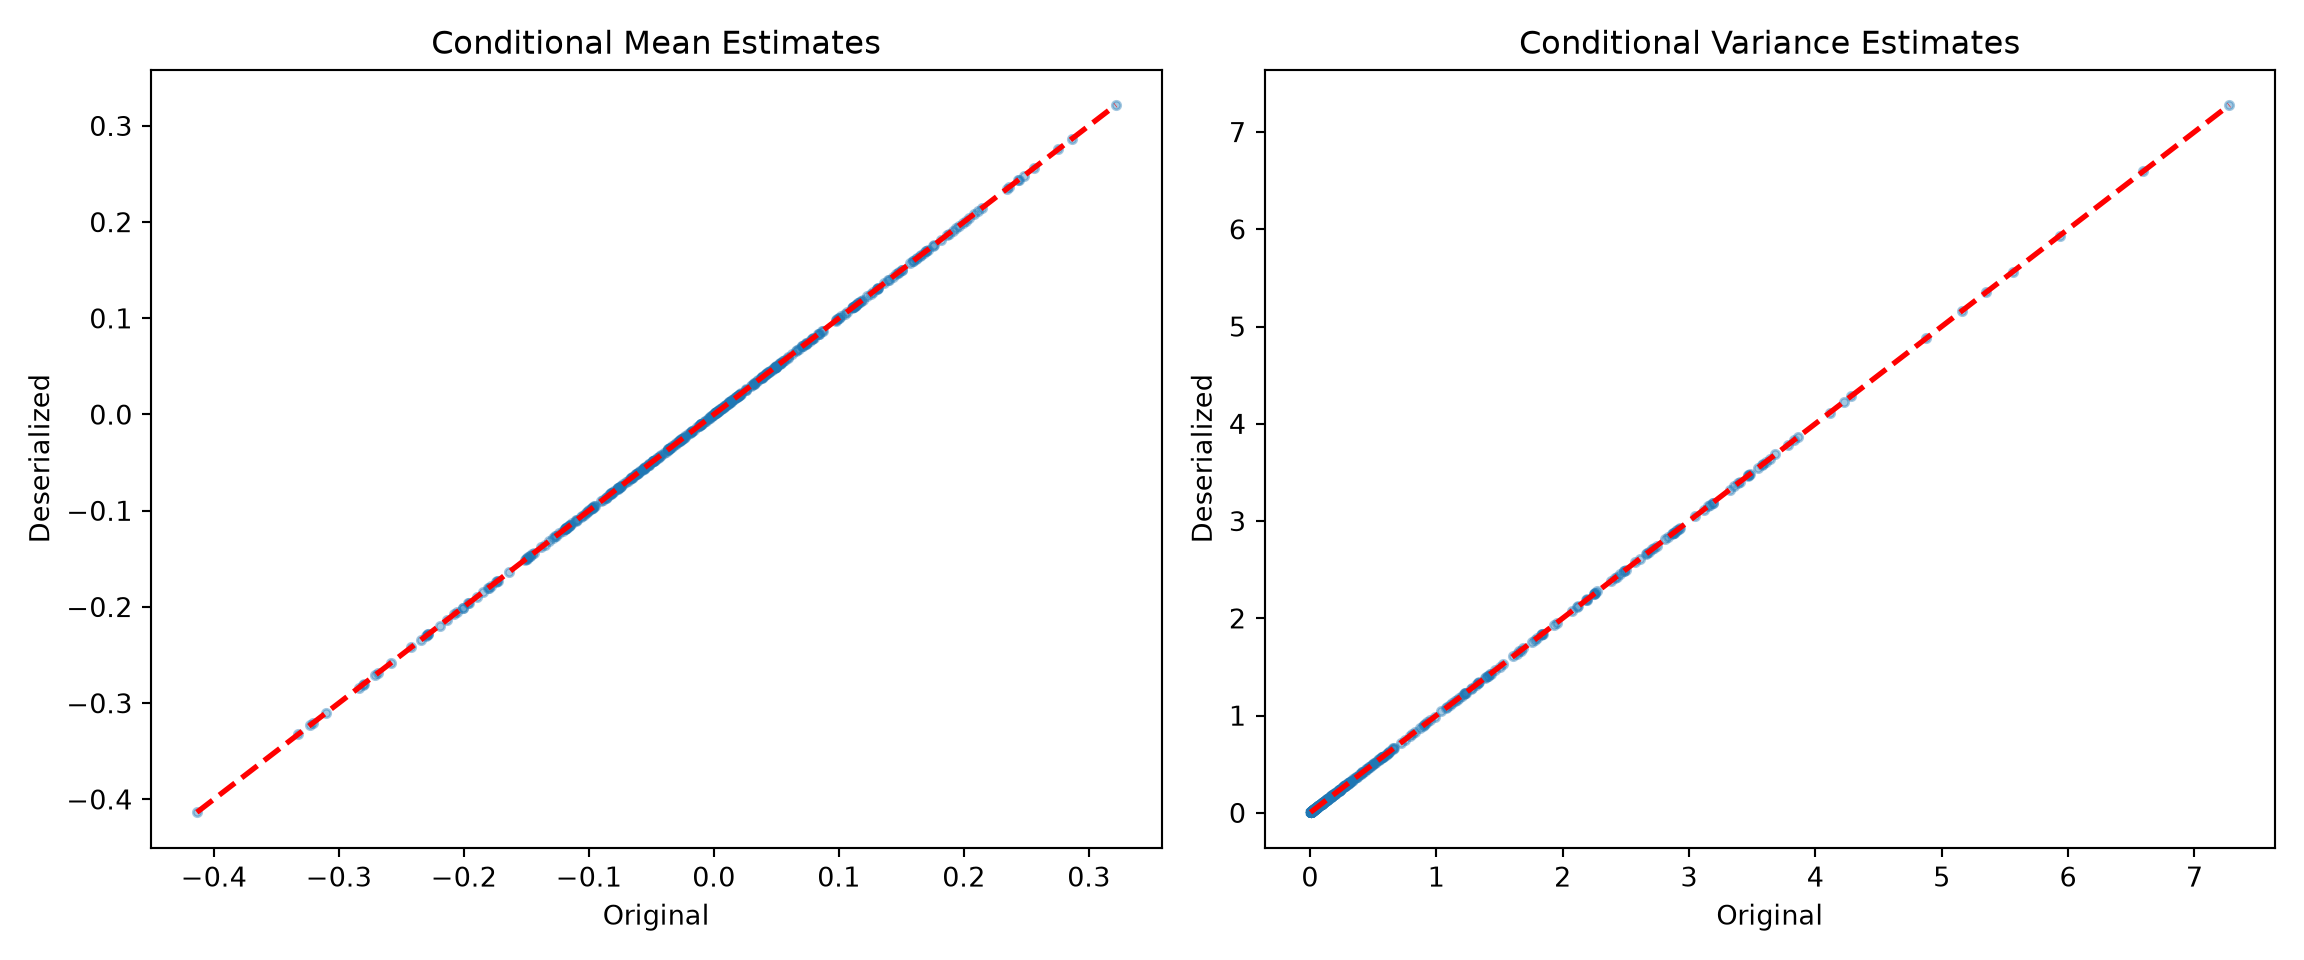 Conditional Mean Estimates
0.3
0.2
0.1
0.0
−0.1
−0.2
−0.3
−0.4
Deserialized
−0.4 −0.3 −0.2 −0.1 0.0 0.1 0.2 0.3
Original
Conditional Variance Estimates
7
6
5
4
3
2
1
0
Deserialized
0 1 2 3 4 5 6 7
Original